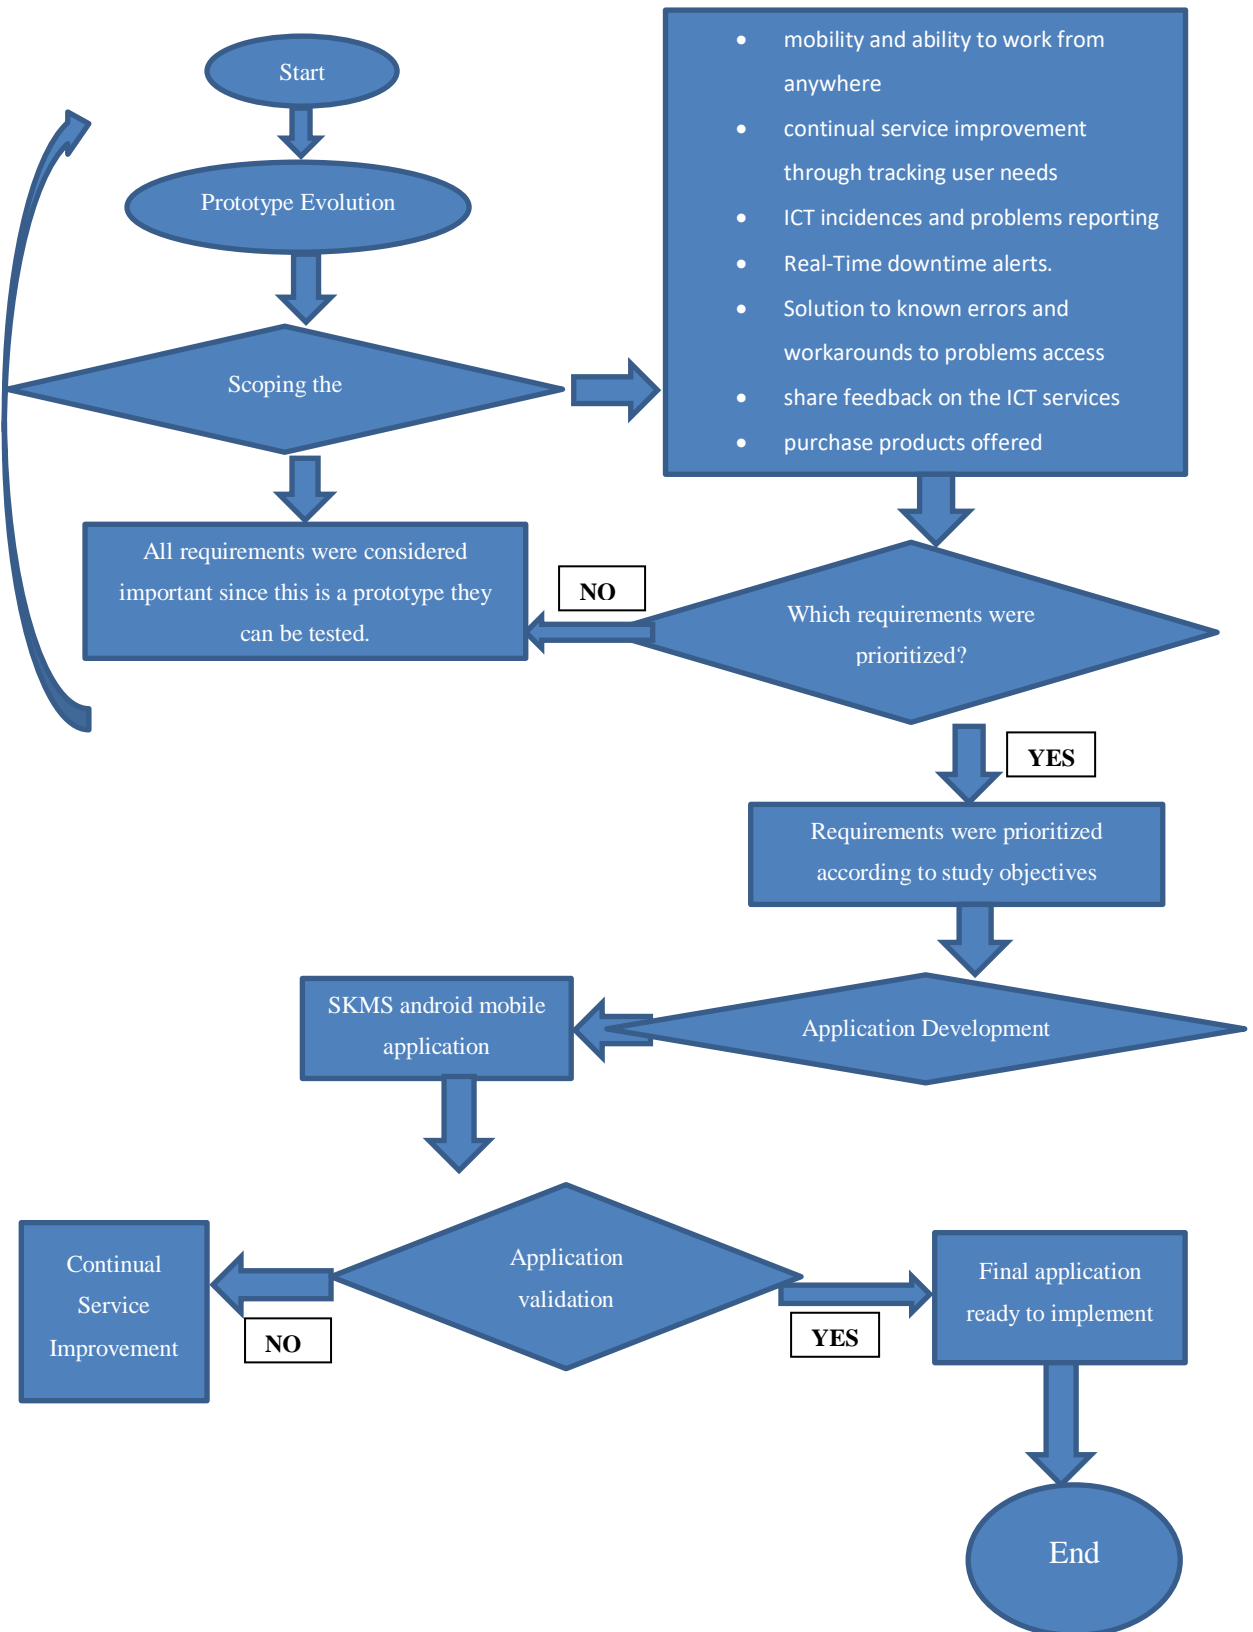 Start
Prototype Evolution
Scoping the
• mobility and ability to work from
anywhere
• continual service improvement
through tracking user needs
• ICT incidences and problems reporting
• Real-Time downtime alerts.
• Solution to known errors and
workarounds to problems access
• share feedback on the ICT services
• purchase products offered
All requirements were considered
important since this is a prototype they
can be tested.
NO
Which requirements were
prioritized?
YES
Requirements were prioritized
according to study objectives
Application Development
SKMS android mobile
application
Application
validation
NO
Continual
Service
Improvement
YES
Final application
ready to implement
End